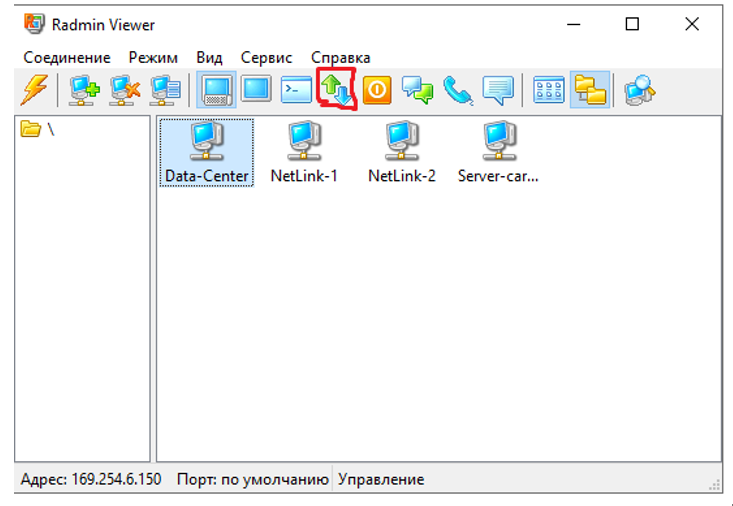 Radmin Viewer
Соединение Режим Вид Сервис Справка
\
Data-Center NetLink-1 NetLink-2 Server-car...
Адрес: 169.254.6.150 Порт: по умолчанию Управление